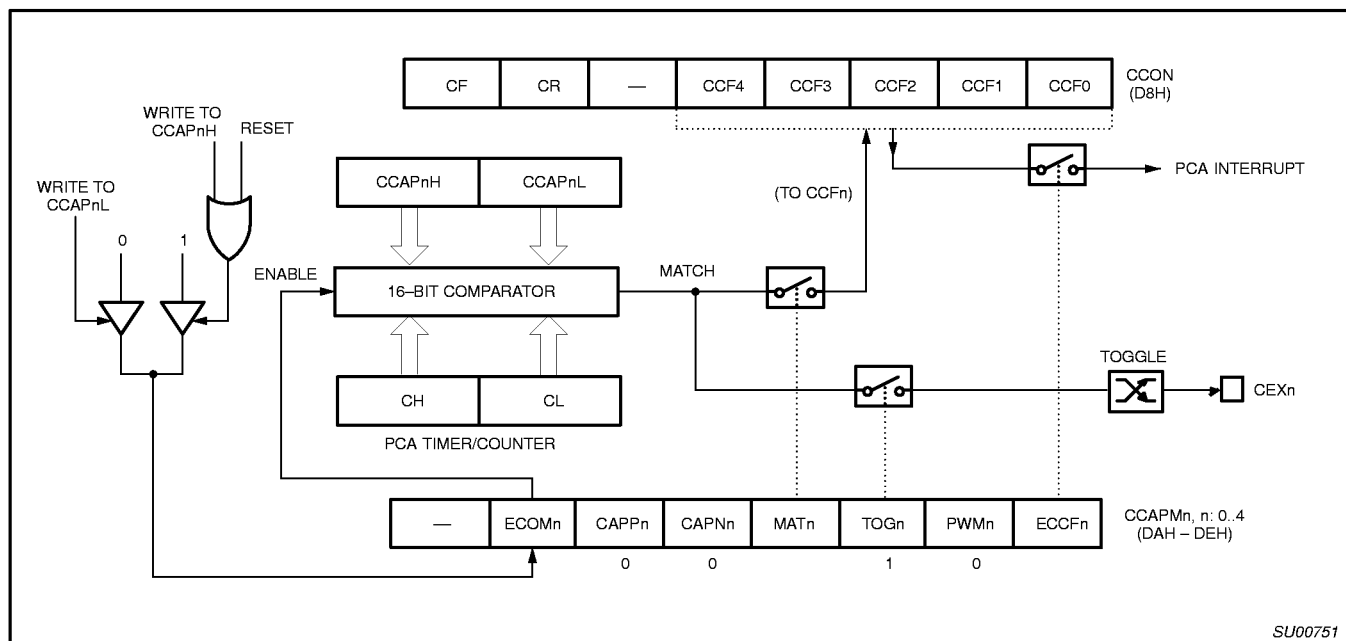 CF CR — CCF4 CCF3 CCF2 CCF1 CCF0
CCON
(D8H)
WRITE TO
CCAPnH
RESET
WRITE TO
CCAPnL
0 1
CCAPnH CCAPnL
(TO CCFn)
PCA INTERRUPT
ENABLE
16–BIT COMPARATOR
MATCH
CH CL
PCA TIMER/COUNTER
TOGGLE
CEXn
— ECOMn CAPPn CAPNn MATn TOGn PWMn ECCFn
CCAPMn, n: 0..4
(DAH – DEH)
0 0 1 0
SU00751